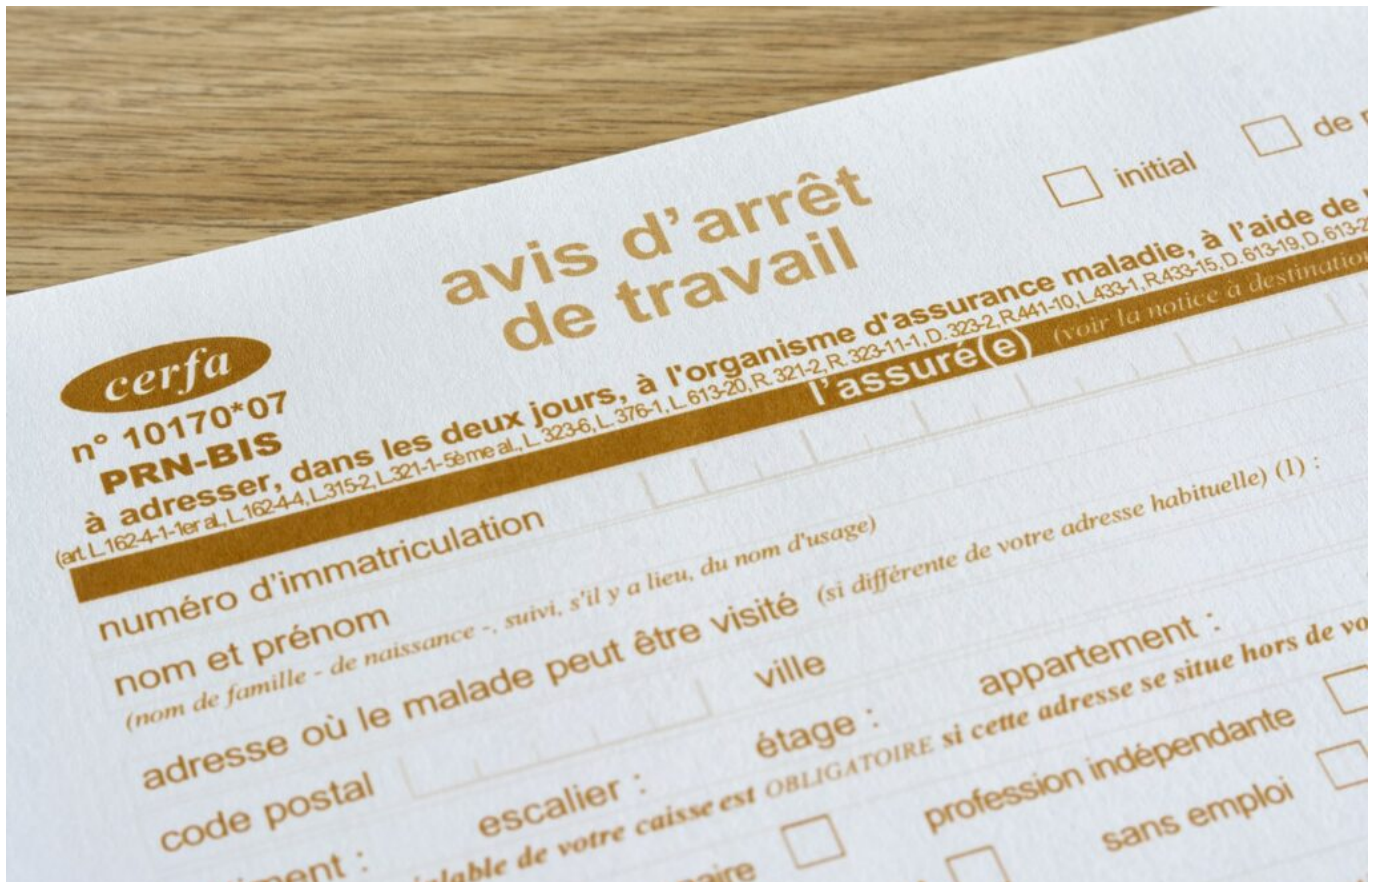 avis d'arrêt
de travail
initial
de
cerfa
n° 10170*07
PRN-BIS
à adresser, dans les deux jours, à l'organisme d'assurance maladie, à l'aide de
(art. L.162-4-1-1er al., L.162-4-4, L.315-2, L.321-1-5ème al., L. 323-6, L. 376-1, L. 613-20, R. 321-2, R. 323-11-1, D. 323-2, R.441-10, L.433-1, R.433-15, D. 613-19, D. 613-2
l'assuré(e) (voir la notice à destination
numéro d'immatriculation
nom et prénom
(nom de famille - de naissance -, suivi, s'il y a lieu, du nom d'usage)
adresse où le malade peut être visité (si différente de votre adresse habituelle) (1) :
code postal ville
escalier : étage : appartement :
de votre caisse est OBLIGATOIRE si cette adresse se situe hors de
profession indépendante
sans emploi